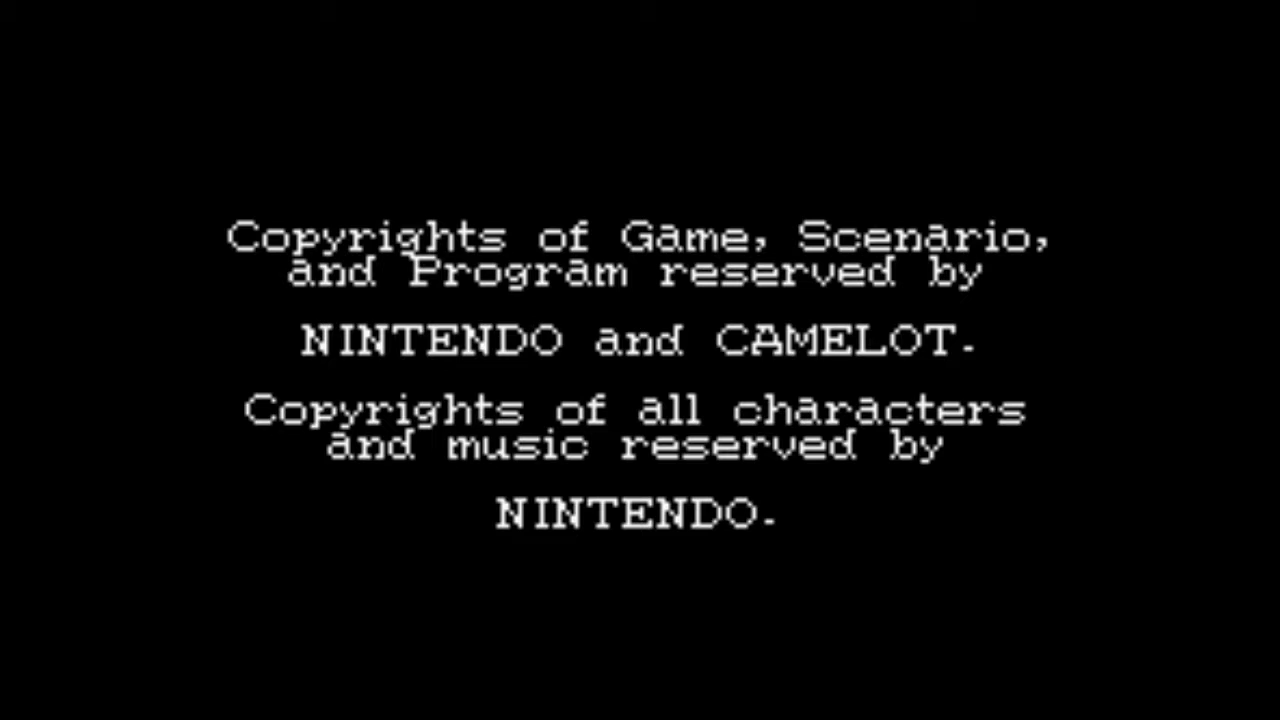 Copyrights of Game, Scenario,
and Program reserved by
NINTENDO and CAMELOT.
Copyrights of all characters
and music reserved by
NINTENDO.